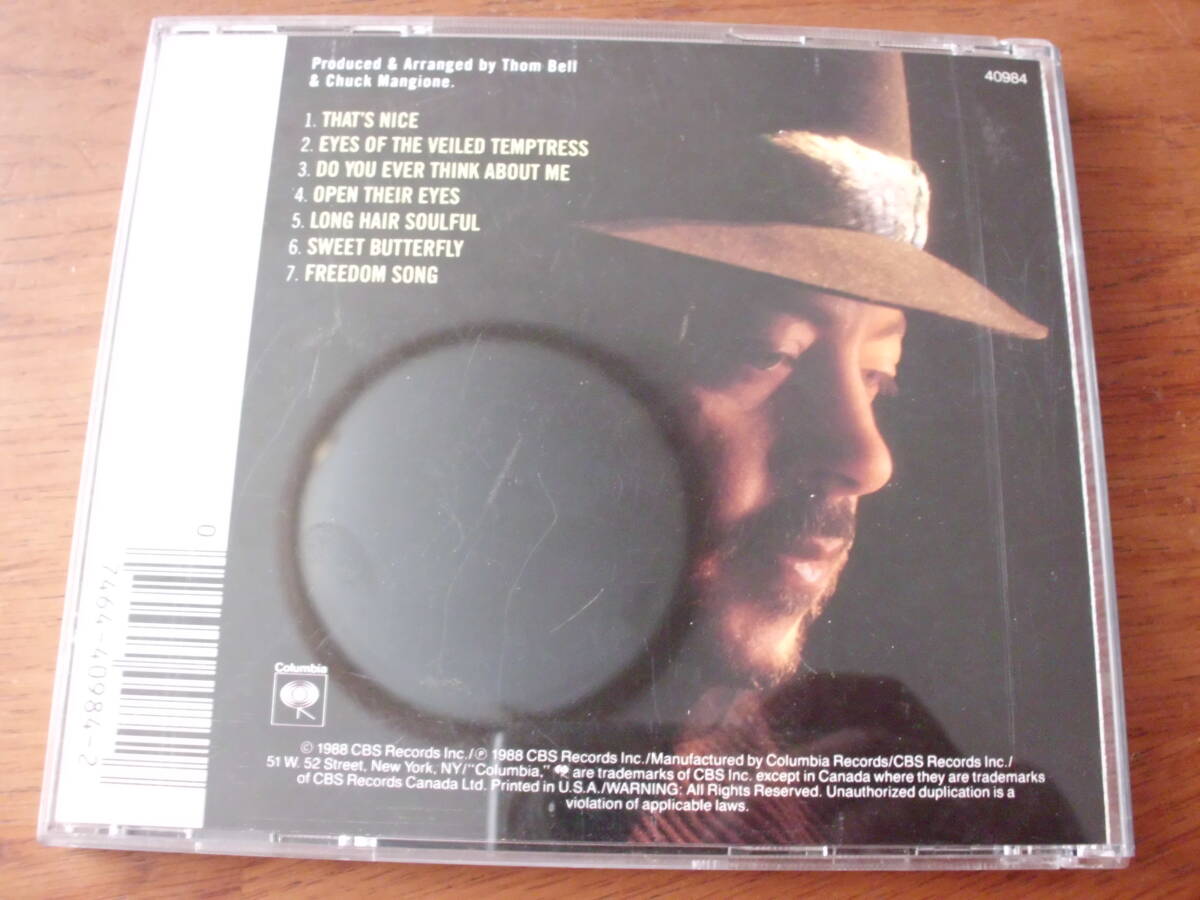 Produced & Arranged by Thom Bell
& Chuck Mangione.
40984
1. THAT'S NICE
2. EYES OF THE VEILED TEMPTRESS
3. DO YOU EVER THINK ABOUT ME
4. OPEN THEIR EYES
5. LONG HAIR SOULFUL
6. SWEET BUTTERFLY
7. FREEDOM SONG
0
7464-40984-2
Columbia
© 1988 CBS Records Inc./℗ 1988 CBS Records Inc./Manufactured by Columbia Records/CBS Records Inc./
51 W. 52 Street, New York, NY/"Columbia," are trademarks of CBS Inc. except in Canada where they are trademarks
of CBS Records Canada Ltd. Printed in U.S.A./WARNING: All Rights Reserved. Unauthorized duplication is a
violation of applicable laws.